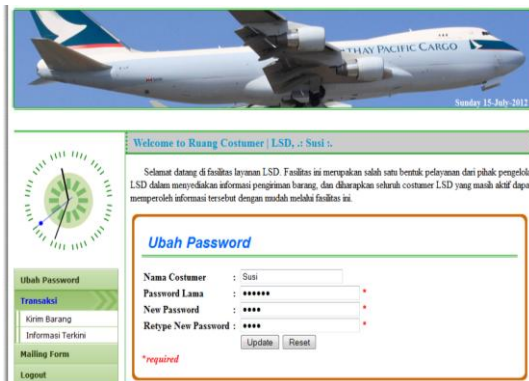 THAY PACIFIC CARGO
Sunday 15-July-2012
Welcome to Ruang Costumer | LSD, .: Susi :.
Selamat datang di fasilitas layanan LSD. Fasilitas ini merupakan salah satu bentuk pelayanan dari pihak pengelola
LSD dalam menyediakan informasi pengiriman barang, dan diharapkan seluruh costumer LSD yang masih aktif dapa
memperoleh informasi tersebut dengan mudah melalui fasilitas ini.
Ubah Password
Nama Costumer : Susi
Password Lama : •••••• *
New Password : •••• *
Retype New Password : •••• *
Update Reset
*required
Ubah Password
Transaksi
Kirim Barang
Informasi Terkini
Mailing Form
Logout